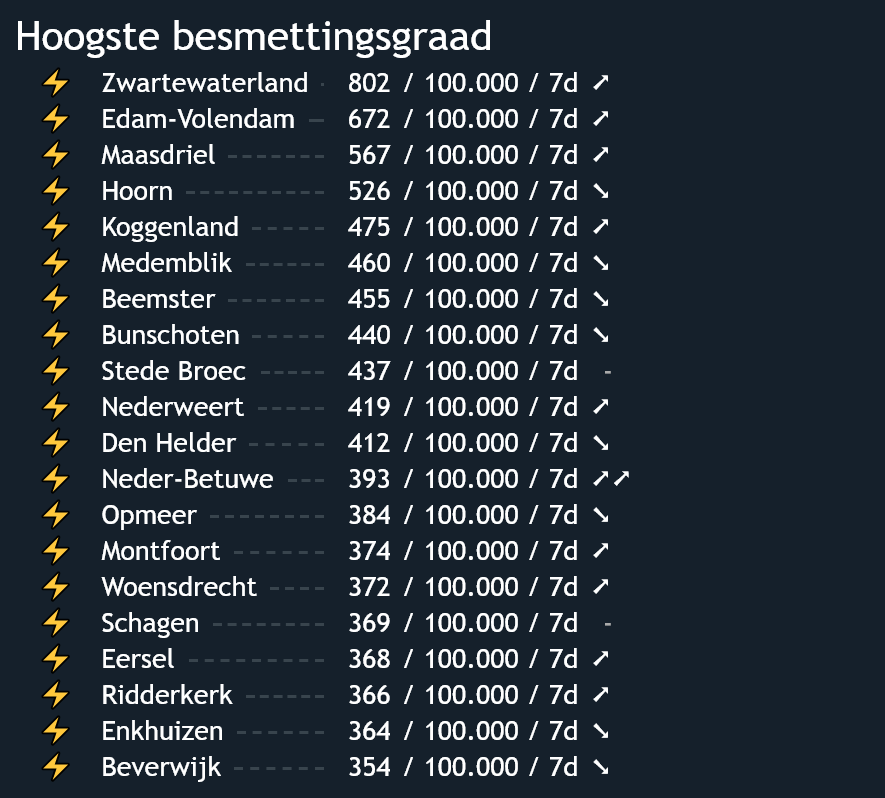 Hoogste besmettingsgraad
⚡ Zwartewaterland - 802 / 100.000 / 7d ➚
⚡ Edam-Volendam -- 672 / 100.000 / 7d ➚
⚡ Maasdriel ------- 567 / 100.000 / 7d ➚
⚡ Hoorn ---------- 526 / 100.000 / 7d ➘
⚡ Koggenland ----- 475 / 100.000 / 7d ➚
⚡ Medemblik ------ 460 / 100.000 / 7d ➘
⚡ Beemster ------- 455 / 100.000 / 7d ➘
⚡ Bunschoten ----- 440 / 100.000 / 7d ➘
⚡ Stede Broec ----- 437 / 100.000 / 7d -
⚡ Nederweert ----- 419 / 100.000 / 7d ➚
⚡ Den Helder ------ 412 / 100.000 / 7d ➘
⚡ Neder-Betuwe --- 393 / 100.000 / 7d ➚➚
⚡ Opmeer -------- 384 / 100.000 / 7d ➘
⚡ Montfoort ------ 374 / 100.000 / 7d ➚
⚡ Woensdrecht ---- 372 / 100.000 / 7d ➚
⚡ Schagen -------- 369 / 100.000 / 7d -
⚡ Eersel ---------- 368 / 100.000 / 7d ➚
⚡ Ridderkerk ------ 366 / 100.000 / 7d ➚
⚡ Enkhuizen ------ 364 / 100.000 / 7d ➘
⚡ Beverwijk ------ 354 / 100.000 / 7d ➘